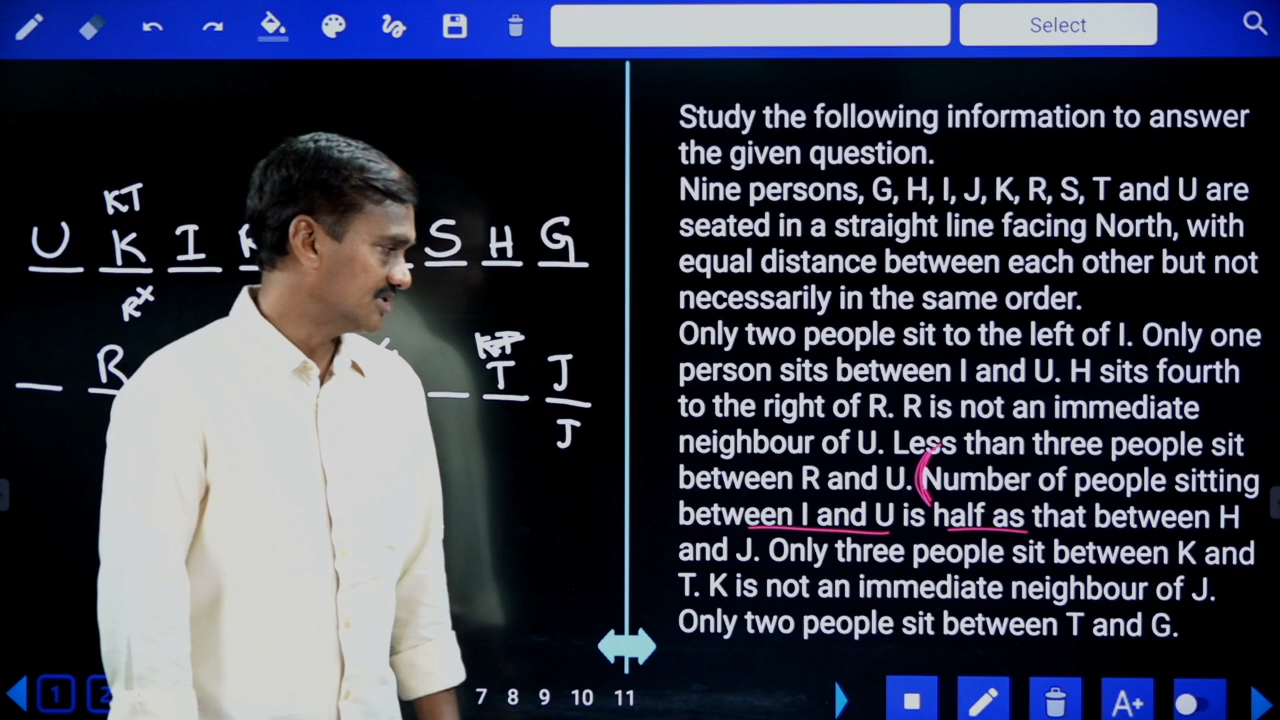 Select
Study the following information to answer
the given question.
Nine persons, G, H, I, J, K, R, S, T and U are
seated in a straight line facing North, with
equal distance between each other but not
necessarily in the same order.
Only two people sit to the left of I. Only one
person sits between I and U. H sits fourth
to the right of R. R is not an immediate
neighbour of U. Less than three people sit
between R and U. Number of people sitting
between I and U is half as that between H
and J. Only three people sit between K and
T. K is not an immediate neighbour of J.
Only two people sit between T and G.
KT
U K I S H G
R×
R T J
J
1 2 7 8 9 10 11
A+